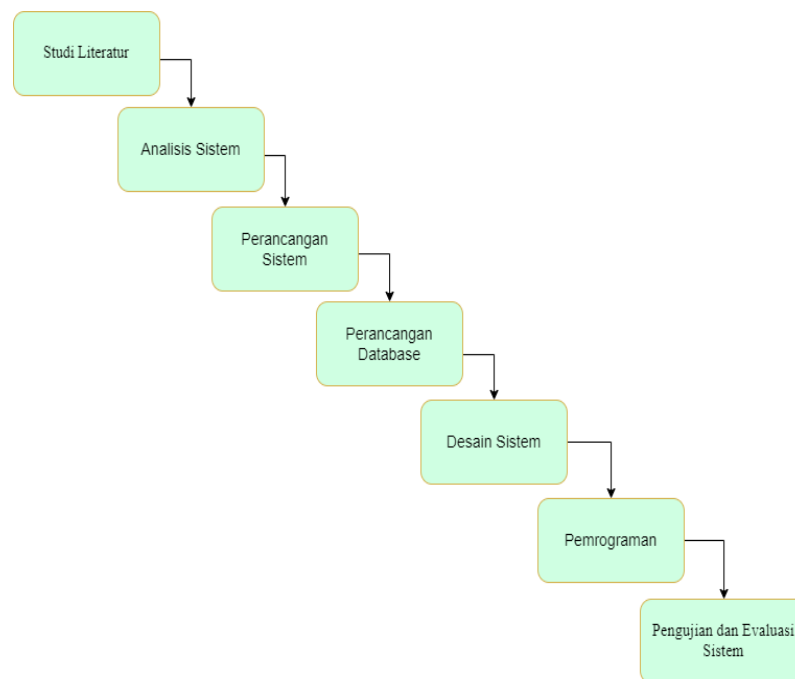 Studi Literatur
Analisis Sistem
Perancangan
Sistem
Perancangan
Database
Desain Sistem
Pemrograman
Pengujian dan Evaluasi
Sistem